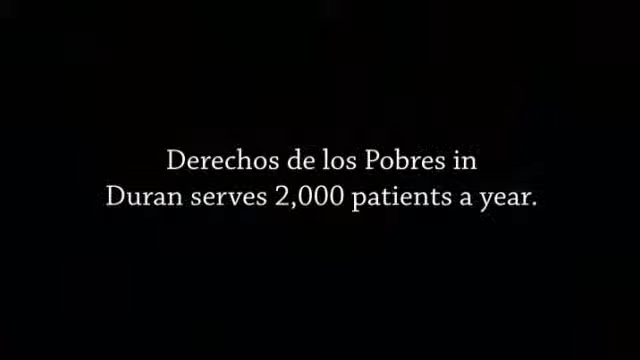 Derechos de los Pobres in
Duran serves 2,000 patients a year.